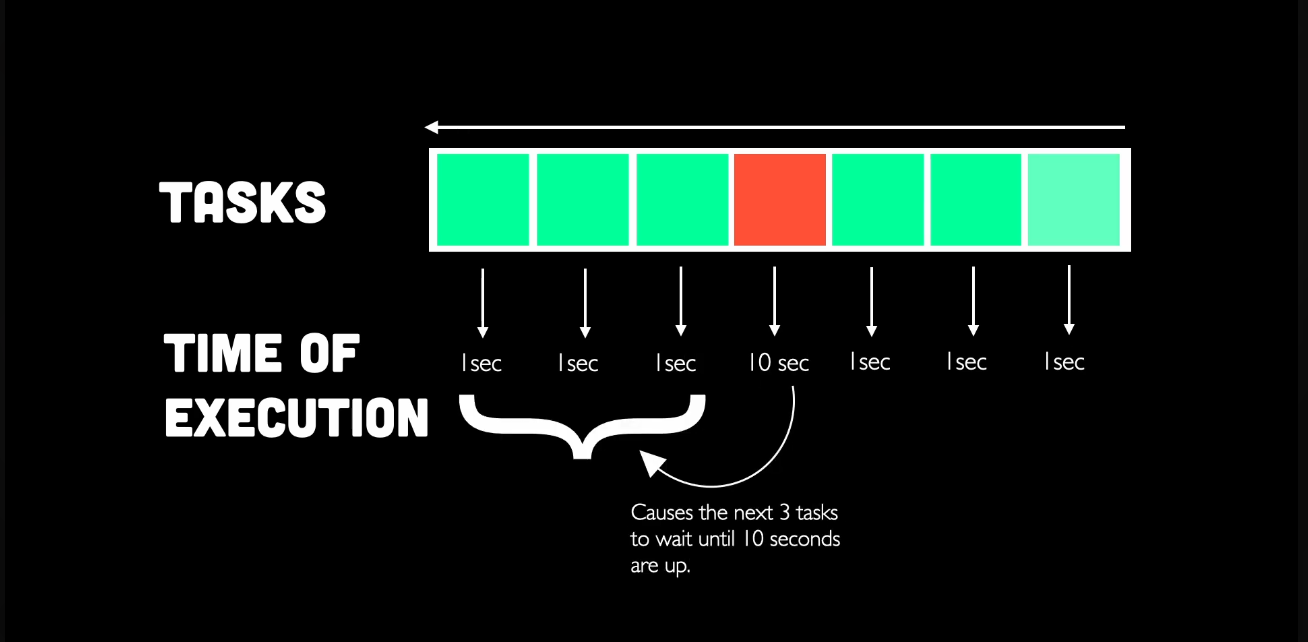 TASKS
TIME OF
EXECUTION
1sec 1sec 1sec 10 sec 1sec 1sec 1sec
Causes the next 3 tasks
to wait until 10 seconds
are up.